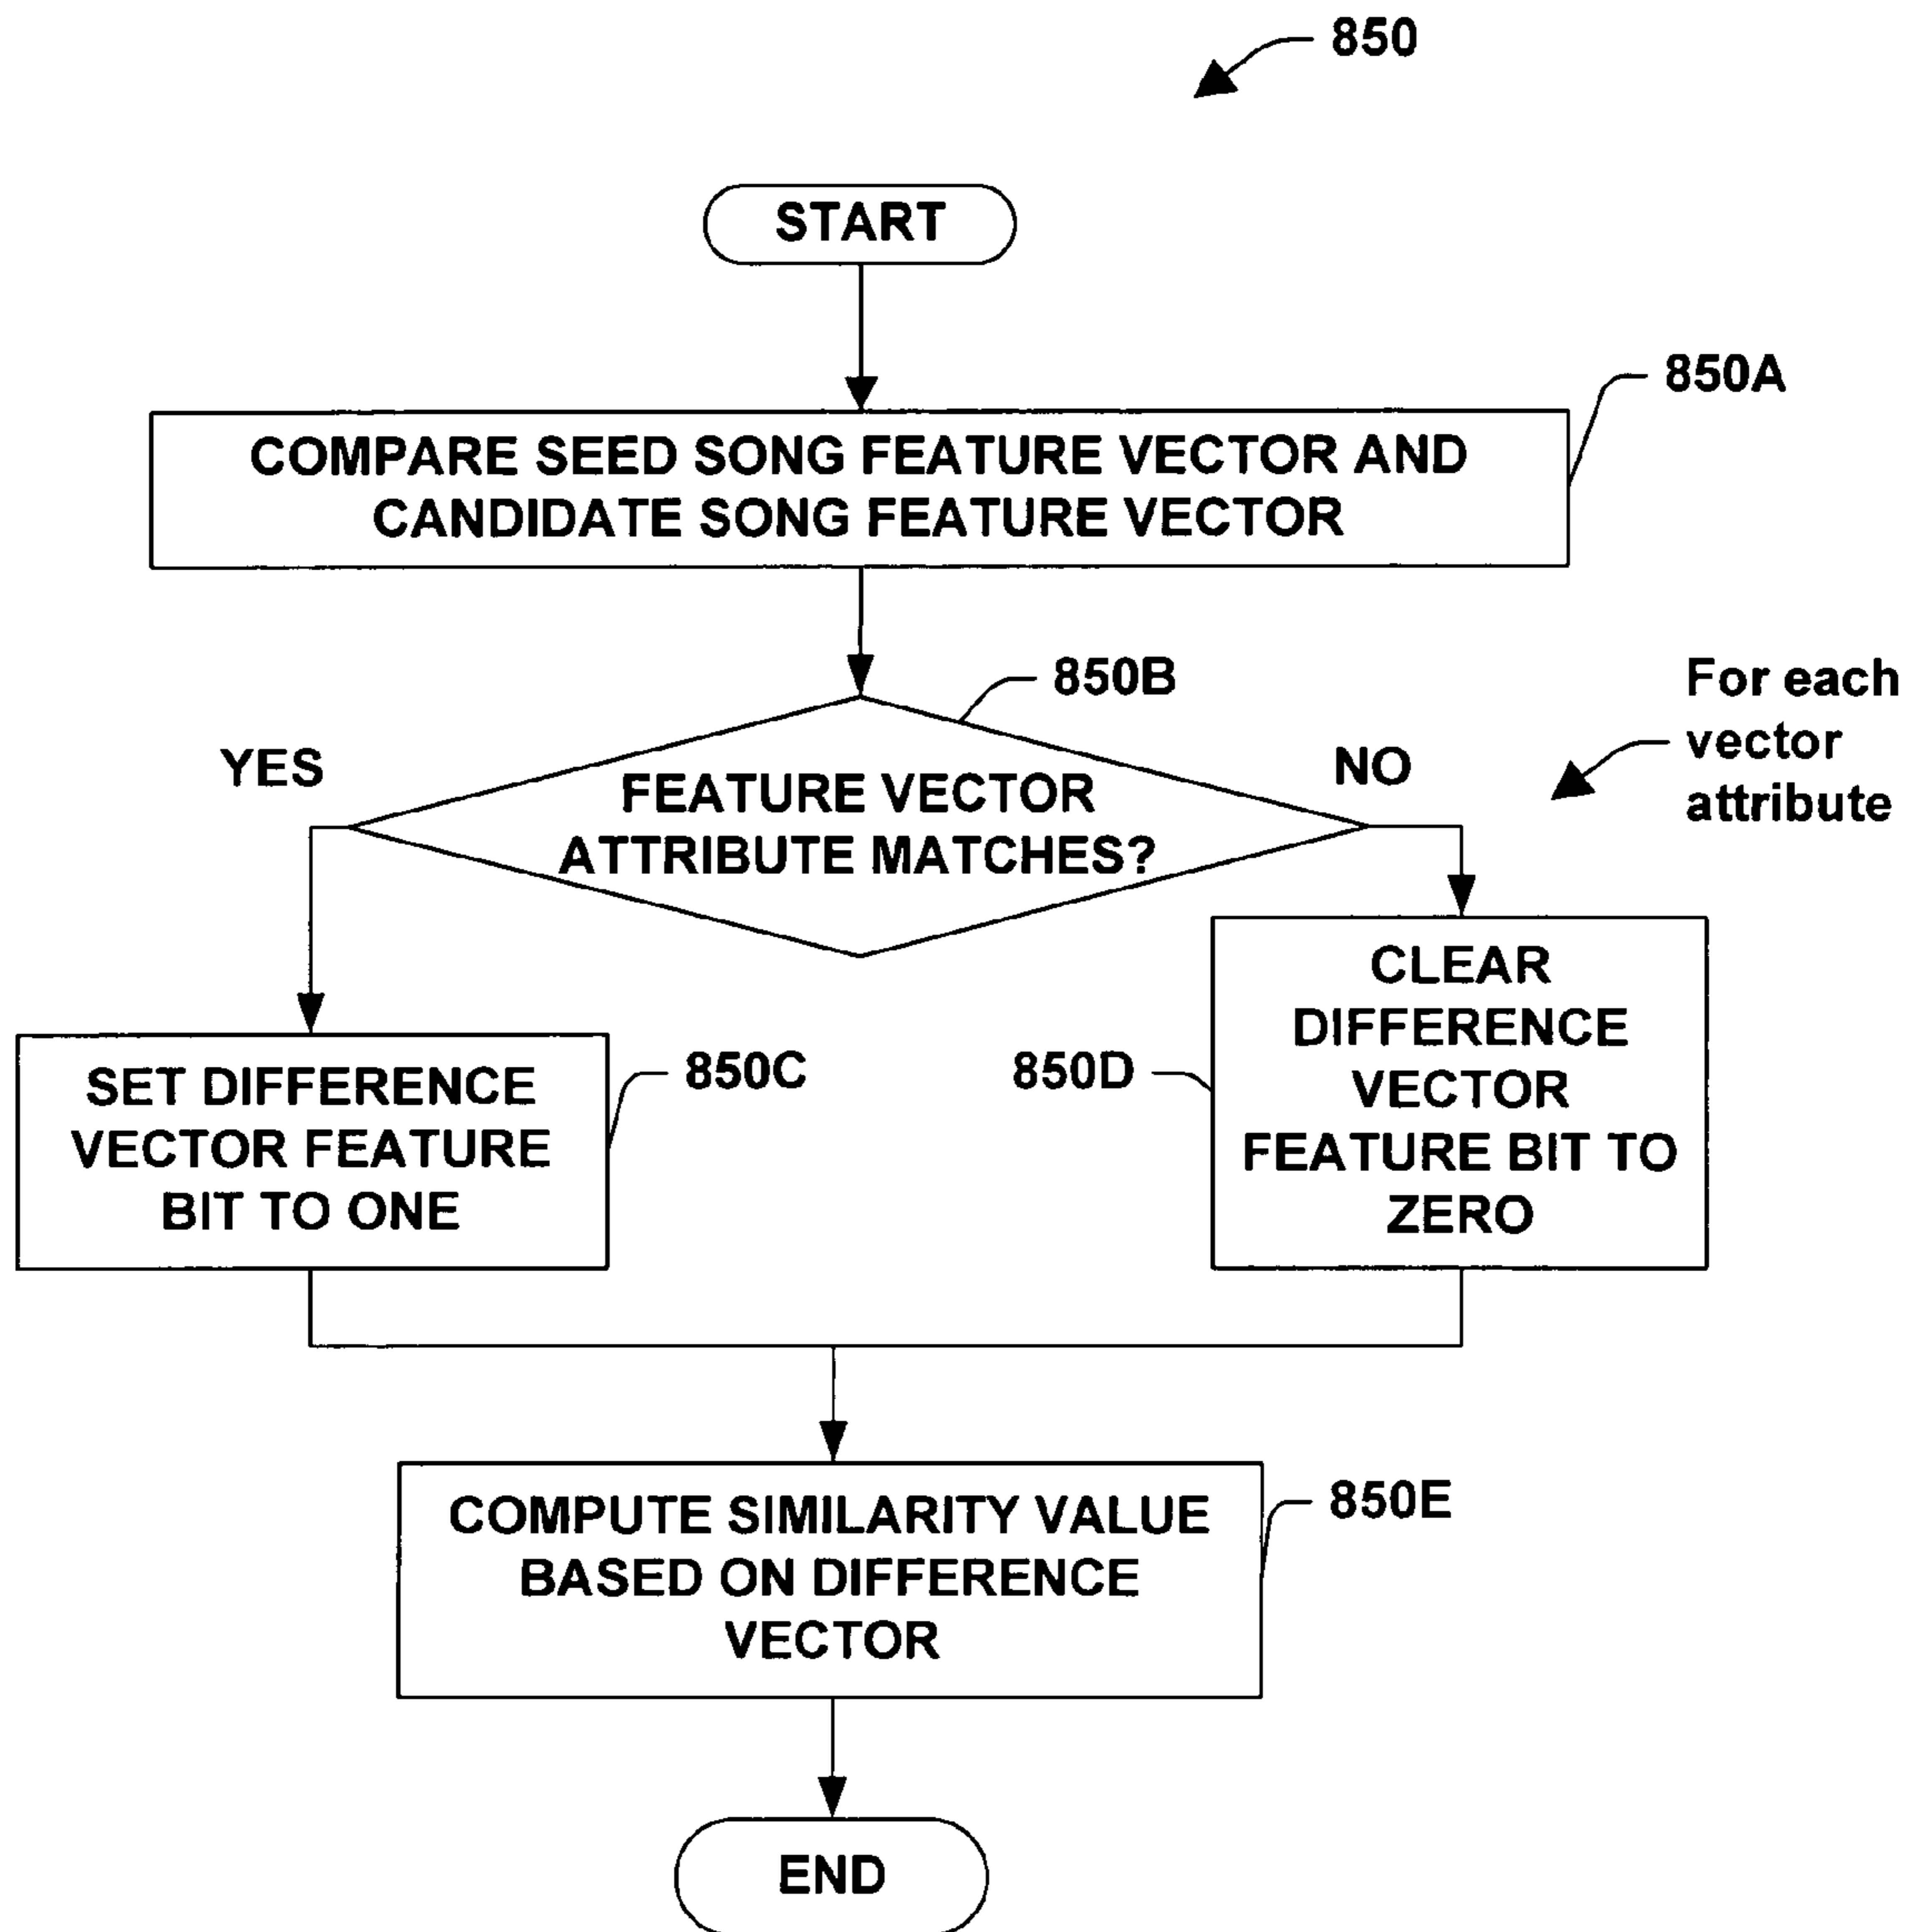 850
START
850A
COMPARE SEED SONG FEATURE VECTOR AND
CANDIDATE SONG FEATURE VECTOR
850B
For each
vector
attribute
YES
NO
FEATURE VECTOR
ATTRIBUTE MATCHES?
SET DIFFERENCE
VECTOR FEATURE
BIT TO ONE
850C
850D
CLEAR
DIFFERENCE
VECTOR
FEATURE BIT TO
ZERO
COMPUTE SIMILARITY VALUE
BASED ON DIFFERENCE
VECTOR
850E
END